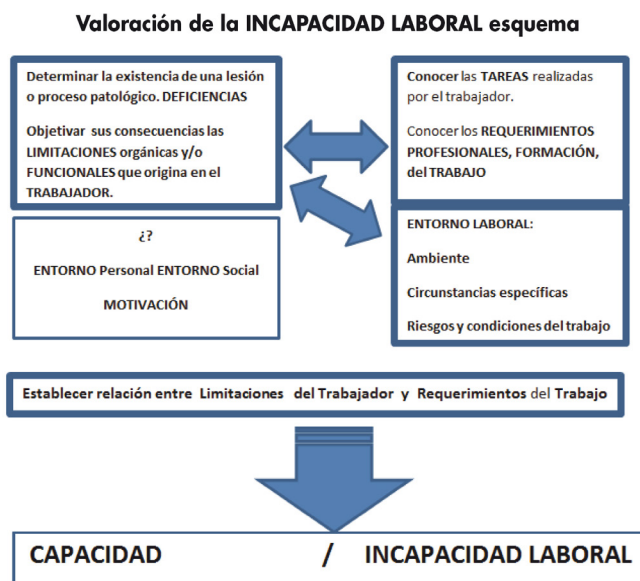 Valoración de la INCAPACIDAD LABORAL esquema
Determinar la existencia de una lesión
o proceso patológico. DEFICIENCIAS
Objetivar sus consecuencias las
LIMITACIONES orgánicas y/o
FUNCIONALES que origina en el
TRABAJADOR.
Conocer las TAREAS realizadas
por el trabajador.
Conocer los REQUERIMIENTOS
PROFESIONALES, FORMACIÓN,
del TRABAJO
¿?
ENTORNO Personal ENTORNO Social
MOTIVACIÓN
ENTORNO LABORAL:
Ambiente
Circunstancias específicas
Riesgos y condiciones del trabajo
Establecer relación entre Limitaciones del Trabajador y Requerimientos del Trabajo
CAPACIDAD / INCAPACIDAD LABORAL